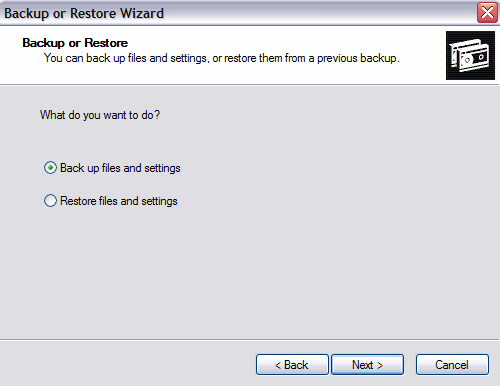 Backup or Restore Wizard
Backup or Restore
You can back up files and settings, or restore them from a previous backup.
What do you want to do?
Back up files and settings
Restore files and settings
< Back Next > Cancel